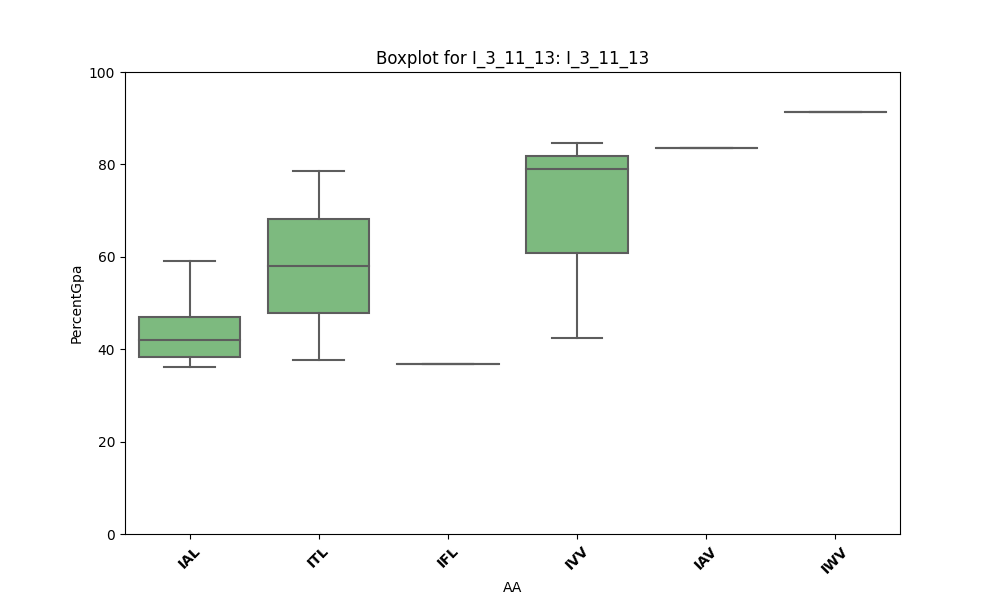 Boxplot for I_3_11_13: I_3_11_13
100
80
60
40
20
0
PercentGpa
IAL
ITL
IFL
IVV
IAV
IWV
AA